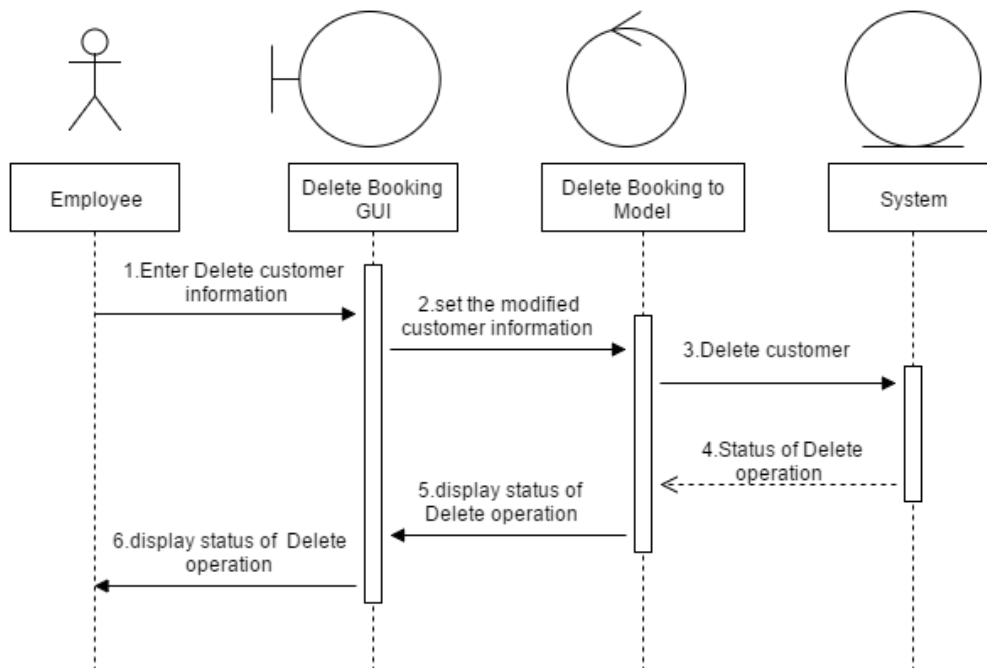 Employee
Delete Booking
GUI
Delete Booking to
Model
System
1.Enter Delete customer
information
2.set the modified
customer information
3.Delete customer
4.Status of Delete
operation
5.display status of
Delete operation
6.display status of Delete
operation